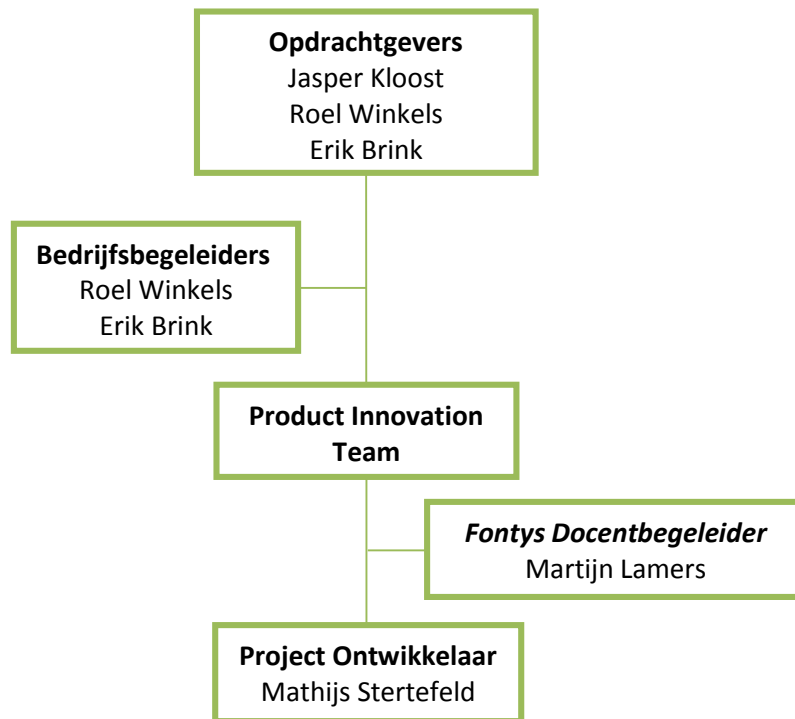 Opdrachtgevers
Jasper Kloost
Roel Winkels
Erik Brink
Bedrijfsbegeleiders
Roel Winkels
Erik Brink
Product Innovation
Team
Fontys Docentbegeleider
Martijn Lamers
Project Ontwikkelaar
Mathijs Stertefeld